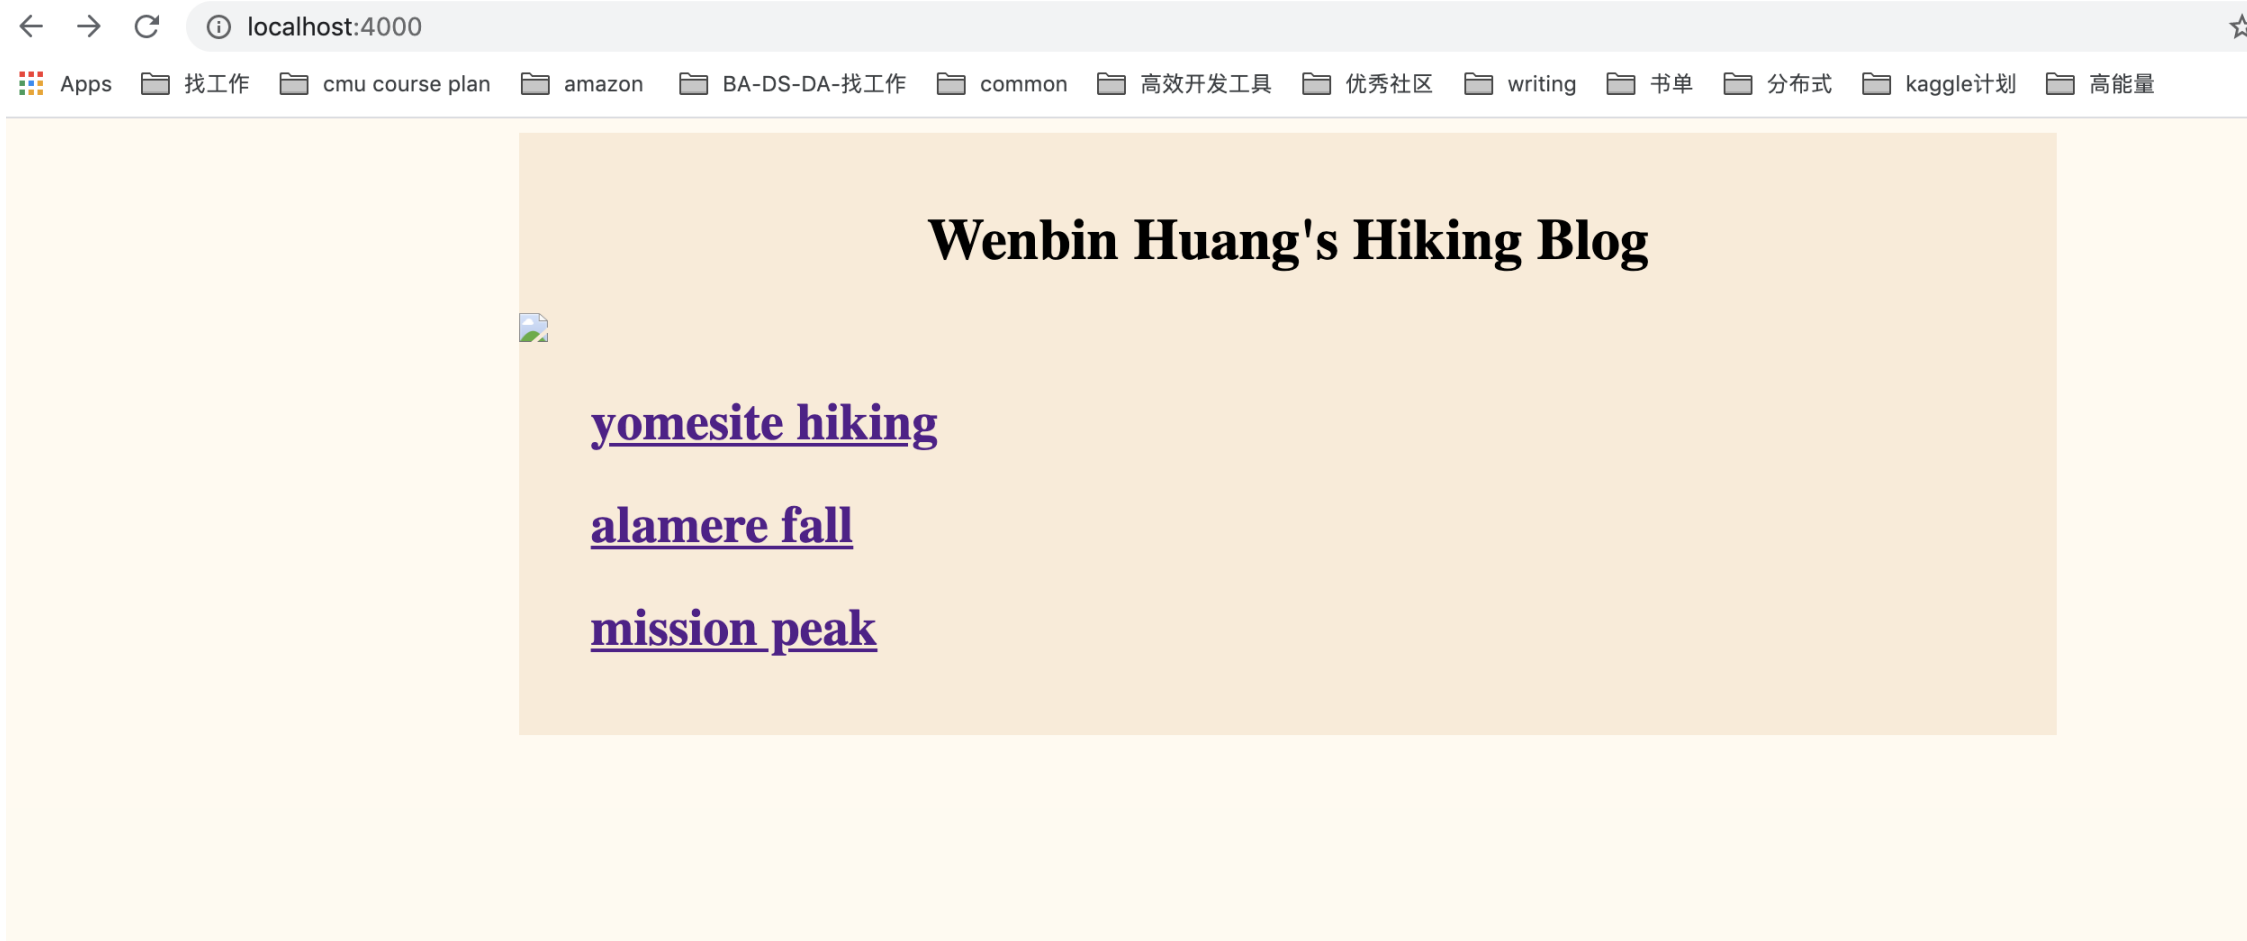 localhost:4000
Apps 找工作 cmu course plan amazon BA-DS-DA-找工作 common 高效开发工具 优秀社区 writing 书单 分布式 kaggle计划 高能量
Wenbin Huang's Hiking Blog
yomesite hiking
alamere fall
mission peak